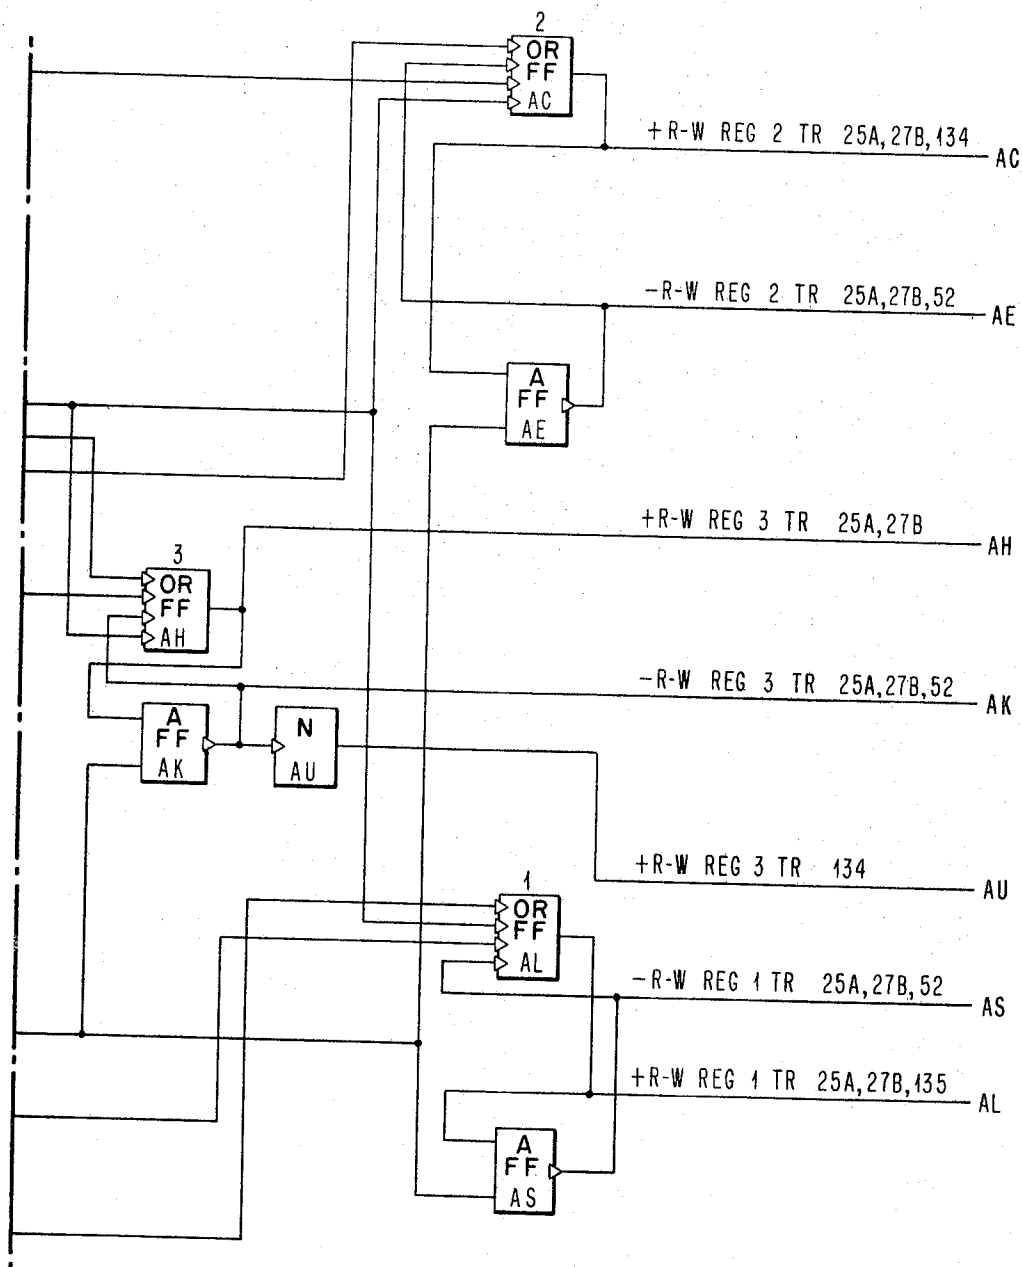 2
OR
FF
AC
+R-W REG 2 TR 25A,27B,134 AC
-R-W REG 2 TR 25A,27B,52 AE
A
FF
AE
+R-W REG 3 TR 25A,27B AH
3
OR
FF
AH
-R-W REG 3 TR 25A,27B,52 AK
A
FF
AK
N
AU
+R-W REG 3 TR 134 AU
1
OR
FF
AL
-R-W REG 1 TR 25A,27B,52 AS
+R-W REG 1 TR 25A,27B,135 AL
A
FF
AS